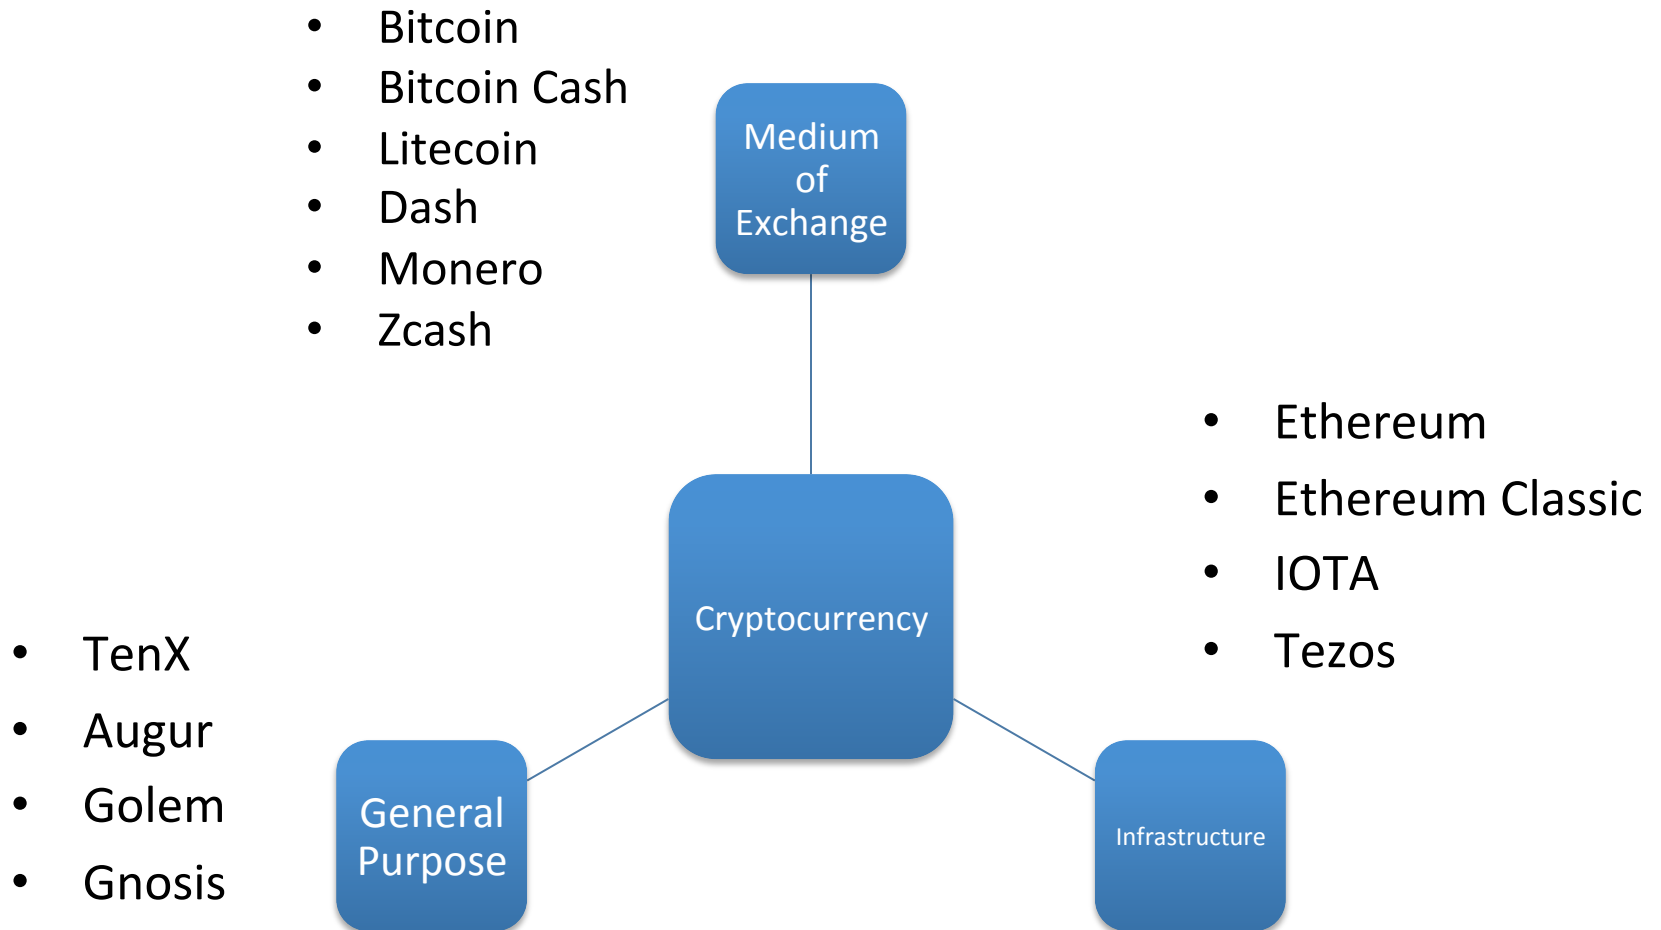 • Bitcoin
• Bitcoin Cash
• Litecoin
• Dash
• Monero
• Zcash
Medium
of
Exchange
• Ethereum
• Ethereum Classic
• IOTA
• Tezos
Cryptocurrency
• TenX
• Augur
• Golem
• Gnosis
General
Purpose
Infrastructure